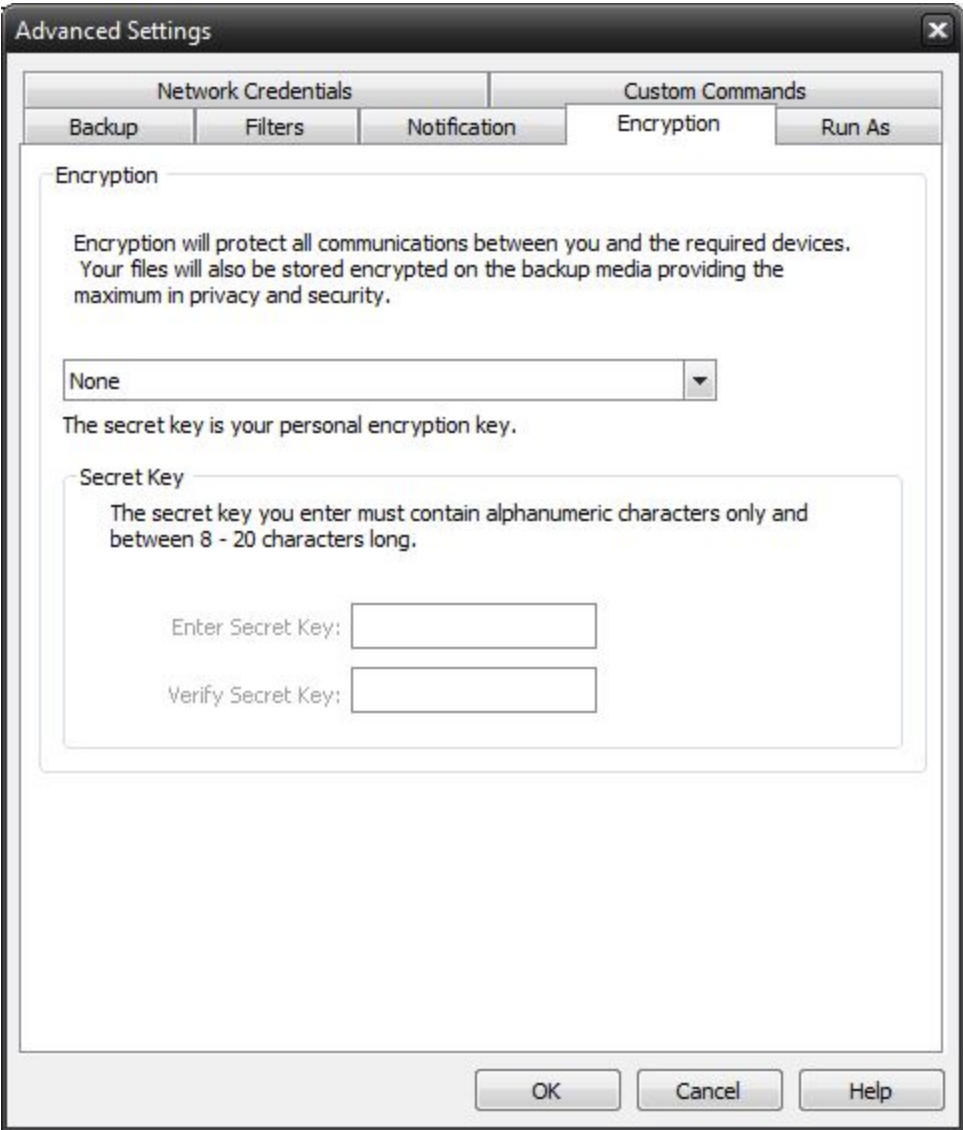 Advanced Settings
Network Credentials
Custom Commands
Backup
Filters
Notification
Encryption
Run As
Encryption
Encryption will protect all communications between you and the required devices.
Your files will also be stored encrypted on the backup media providing the
maximum in privacy and security.
None
The secret key is your personal encryption key.
Secret Key
The secret key you enter must contain alphanumeric characters only and
between 8 - 20 characters long.
Enter Secret Key:
Verify Secret Key:
OK
Cancel
Help